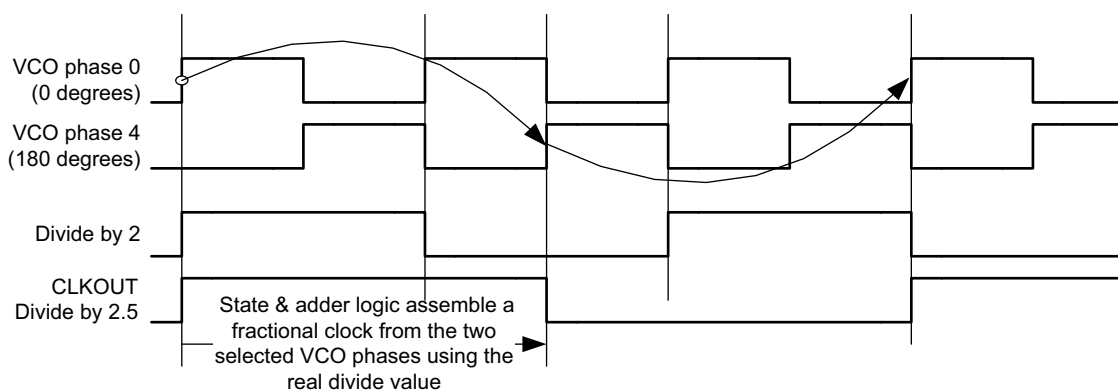 VCO phase 0
(0 degrees)
VCO phase 4
(180 degrees)
Divide by 2
CLKOUT
Divide by 2.5
State & adder logic assemble a
fractional clock from the two
selected VCO phases using the
real divide value